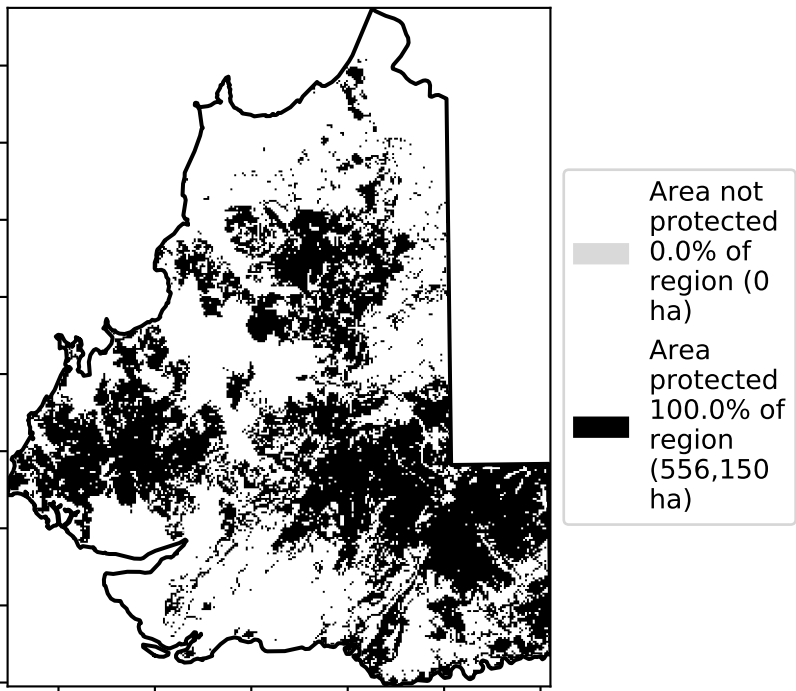 Area not
protected
0.0% of
region (0
ha)
Area
protected
100.0% of
region
(556,150
ha)